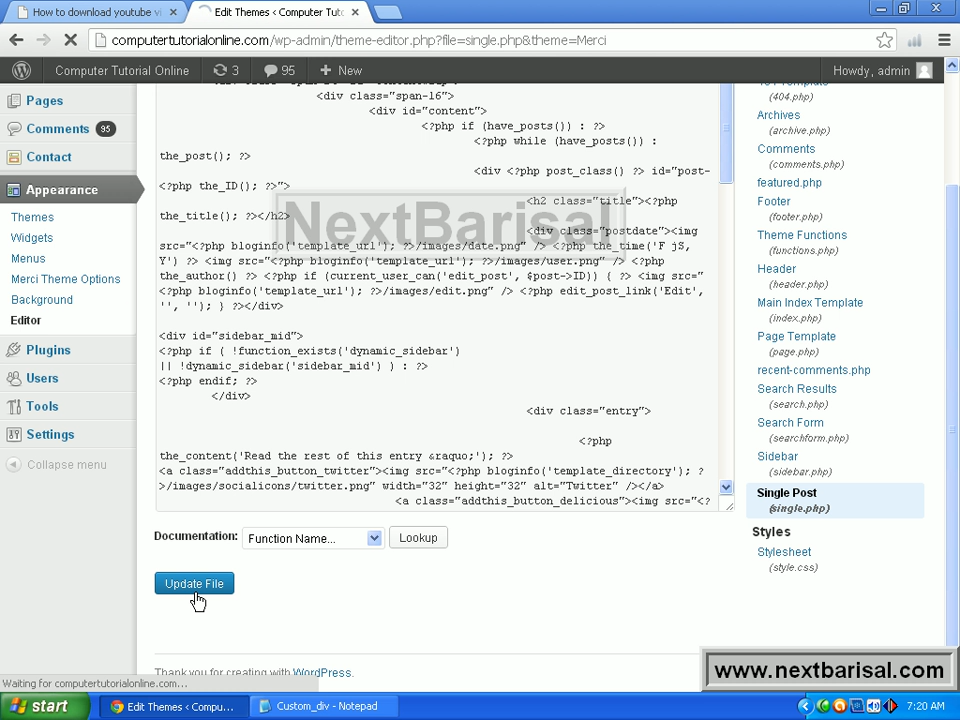 How to download youtube vi
Edit Themes < Computer Tuto
computertutorialonline.com/wp-admin/theme-editor.php?file=single.php&theme=Merci
Computer Tutorial Online
3
95
+ New
Howdy, admin
Pages
Comments 95
Contact
Appearance
Themes
Widgets
Menus
Merci Theme Options
Background
Editor
Plugins
Users
Tools
Settings
Collapse menu
<div class="span-16">
<div id="content">
<?php if (have_posts()) : ?>
<?php while (have_posts()) :
the_post(); ?>
<div <?php post_class() ?> id="post-
<?php the_ID(); ?>">
<h2 class="title"><?php
the_title(); ?></h2>
<div class="postdate"><img
src="<?php bloginfo('template_url'); ?>/images/date.png" /> <?php the_time('F jS,
Y') ?> <img src="<?php bloginfo('template_url'); ?>/images/user.png" /> <?php
the_author() ?> <?php if (current_user_can('edit_post', $post->ID)) { ?> <img src="
<?php bloginfo('template_url'); ?>/images/edit.png" /> <?php edit_post_link('Edit',
'', ''); } ?></div>
<div id="sidebar_mid">
<?php if ( !function_exists('dynamic_sidebar')
|| !dynamic_sidebar('sidebar_mid') ) : ?>
<?php endif; ?>
</div>
<div class="entry">
<?php
the_content('Read the rest of this entry &raquo;'); ?>
<a class="addthis_button_twitter"><img src="<?php bloginfo('template_directory'); ?
>/images/socialicons/twitter.png" width="32" height="32" alt="Twitter" /></a>
<a class="addthis_button_delicious"><img src="<?
NextBarisal
(404.php)
Archives
(archive.php)
Comments
(comments.php)
featured.php
Footer
(footer.php)
Theme Functions
(functions.php)
Header
(header.php)
Main Index Template
(index.php)
Page Template
(page.php)
recent-comments.php
Search Results
(search.php)
Search Form
(searchform.php)
Sidebar
(sidebar.php)
Single Post
(single.php)
Styles
Stylesheet
(style.css)
Documentation:
Function Name...
Lookup
Update File
Thank you for creating with WordPress.
www.nextbarisal.com
Waiting for computertutorialonline.com...
start
Edit Themes < Compu...
Custom_div - Notepad
7:20 AM